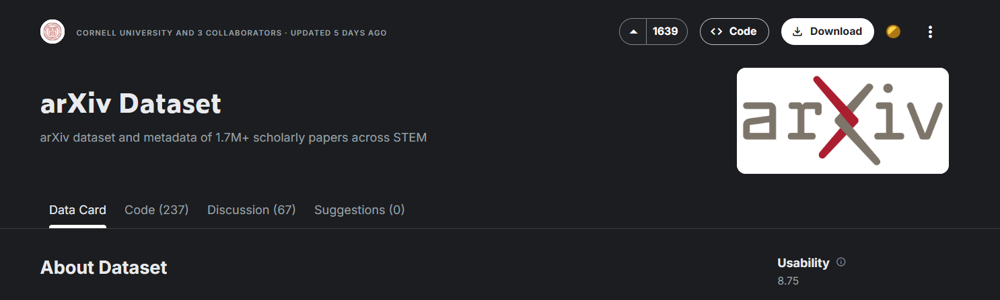 CORNELL UNIVERSITY AND 3 COLLABORATORS · UPDATED 5 DAYS AGO
1639
<> Code
Download
arXiv Dataset
arXiv
arXiv dataset and metadata of 1.7M+ scholarly papers across STEM
Data Card
Code (237)
Discussion (67)
Suggestions (0)
About Dataset
Usability
8.75